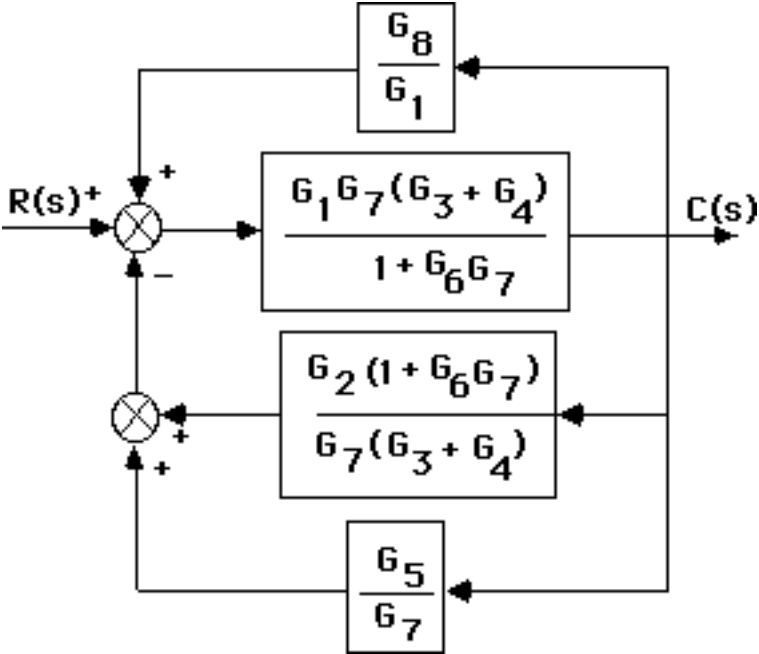 G8
G1
+
R(s)+
G1G7(G3 + G4)
1 + G6G7
C(s)
−
G2 (1 + G6G7)
G7(G3 + G4)
+
+
G5
G7